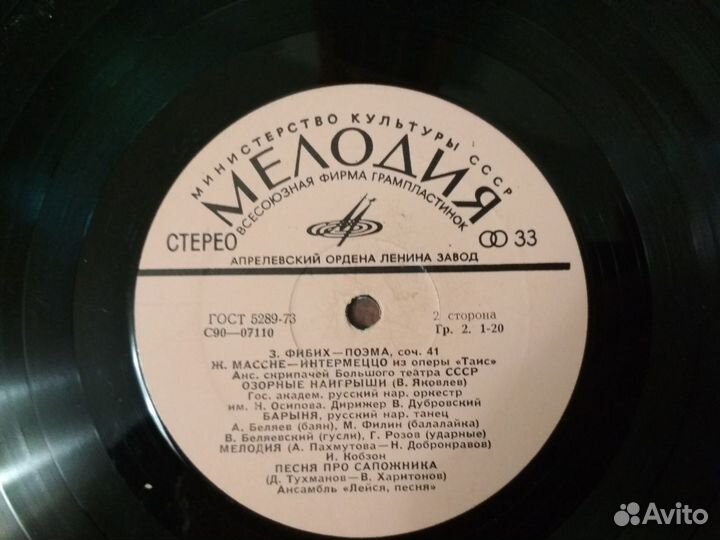 МИНИСТЕРСТВО КУЛЬТУРЫ СССР
МЕЛОДИЯ
ВСЕСОЮЗНАЯ ФИРМА ГРАМПЛАСТИНОК
СТЕРЕО 33
АПРЕЛЕВСКИЙ ОРДЕНА ЛЕНИНА ЗАВОД
ГОСТ 5289-73 2 сторона
С90—07110 Гр. 2. 1-20
З. ФИБИХ—ПОЭМА, соч. 41
Ж. МАССНЕ—ИНТЕРМЕЦЦО из оперы «Таис»
Анс. скрипачей Большого театра СССР
ОЗОРНЫЕ НАИГРЫШИ (В. Яковлев)
Гос. академ. русский нар. оркестр
им. Н. Осипова. Дирижер В. Дубровский
БАРЫНЯ, русский нар. танец
А. Беляев (баян), М. Филин (балалайка)
В. Беляевский (гусли), Г. Розов (ударные)
МЕЛОДИЯ (А. Пахмутова—Н. Добронравов)
И. Кобзон
ПЕСНЯ ПРО САПОЖНИКА
(Д. Тухманов—В. Харитонов)
Ансамбль «Лейся, песня»
Avito